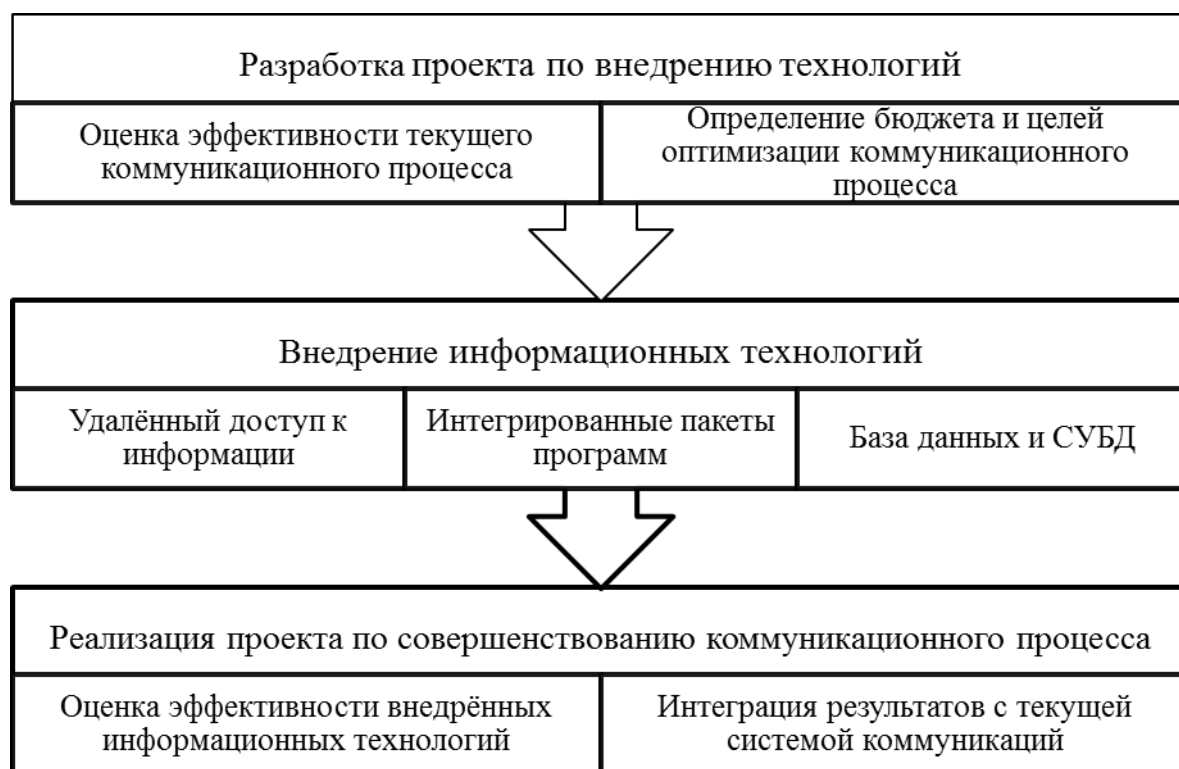 Разработка проекта по внедрению технологий
Оценка эффективности текущего
коммуникационного процесса
Определение бюджета и целей
оптимизации коммуникационного
процесса
Внедрение информационных технологий
Удалённый доступ к
информации
Интегрированные пакеты
программ
База данных и СУБД
Реализация проекта по совершенствованию коммуникационного процесса
Оценка эффективности внедрённых
информационных технологий
Интеграция результатов с текущей
системой коммуникаций